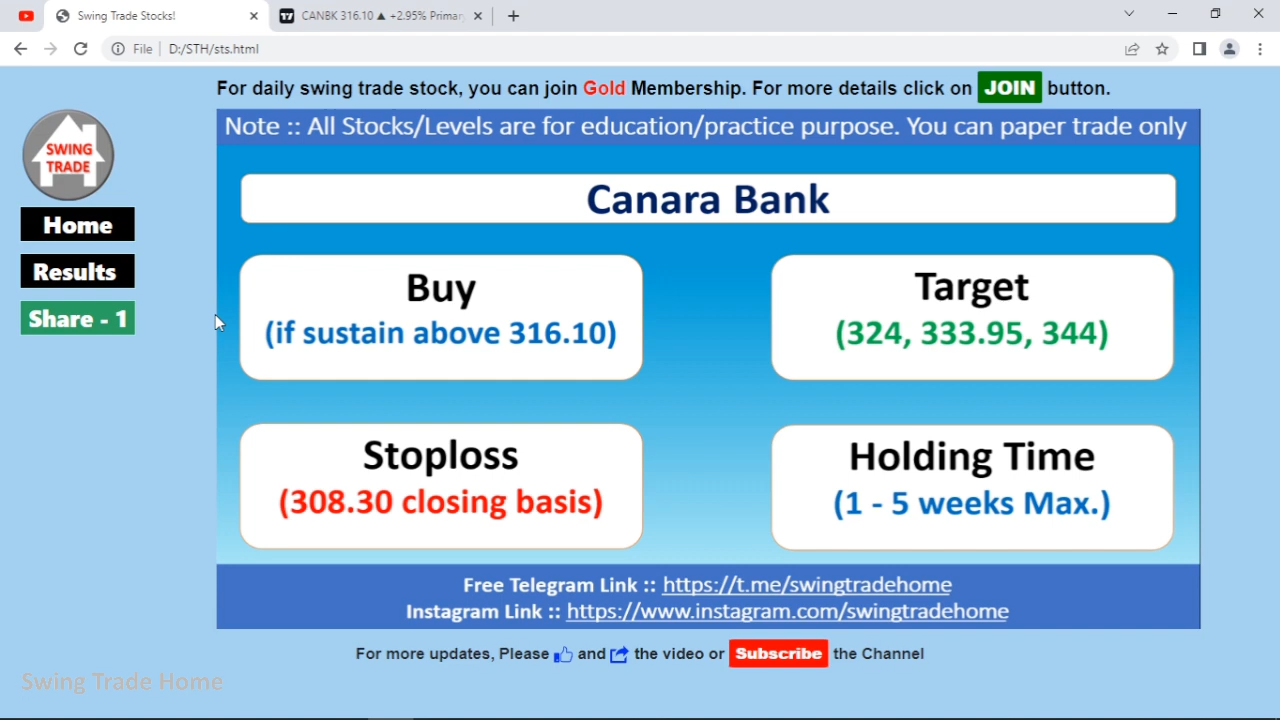 Swing Trade Stocks!
CANBK 316.10 ▲ +2.95% Primar
File
D:/STH/sts.html
For daily swing trade stock, you can join Gold Membership. For more details click on JOIN button.
Note :: All Stocks/Levels are for education/practice purpose. You can paper trade only
SWING
TRADE
Home
Results
Share - 1
Canara Bank
Buy
(if sustain above 316.10)
Target
(324, 333.95, 344)
Stoploss
(308.30 closing basis)
Holding Time
(1 - 5 weeks Max.)
Free Telegram Link :: https://t.me/swingtradehome
Instagram Link :: https://www.instagram.com/swingtradehome
For more updates, Please and the video or Subscribe the Channel
Swing Trade Home